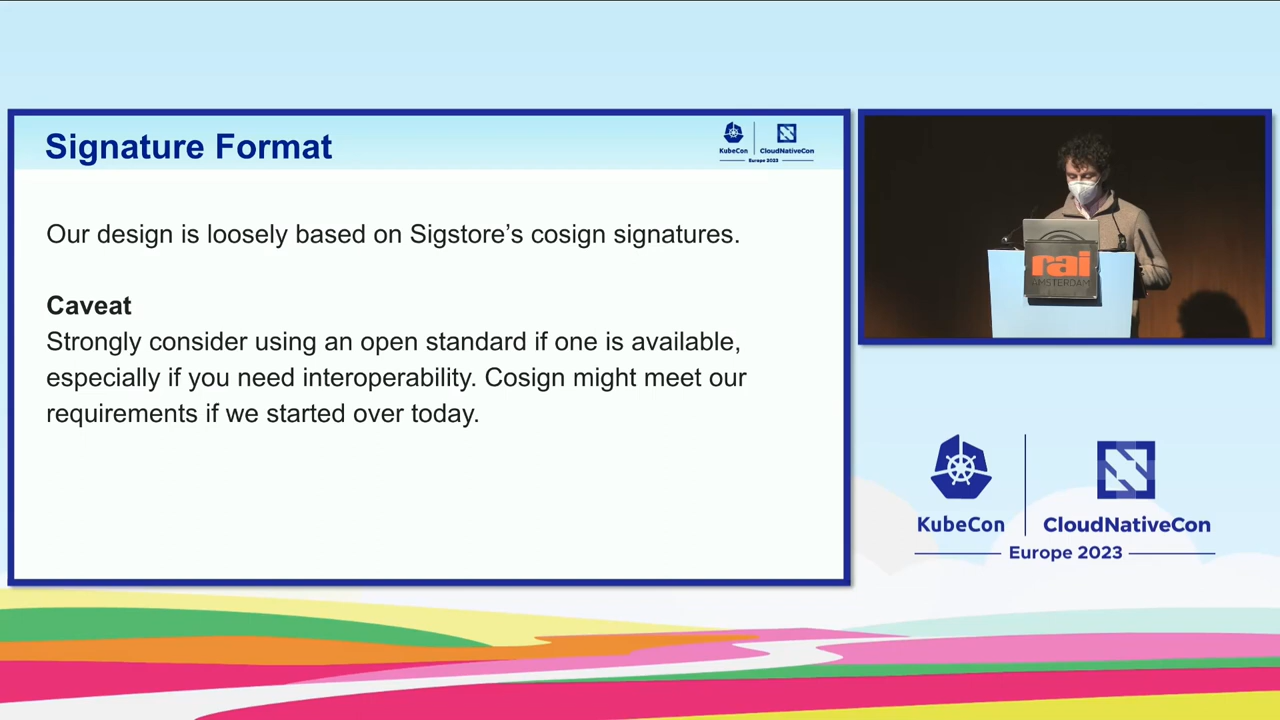 Signature Format
KubeCon
CloudNativeCon
Europe 2023
Our design is loosely based on Sigstore’s cosign signatures.
Caveat
Strongly consider using an open standard if one is available,
especially if you need interoperability. Cosign might meet our
requirements if we started over today.
rai
AMSTERDAM
KubeCon
CloudNativeCon
Europe 2023